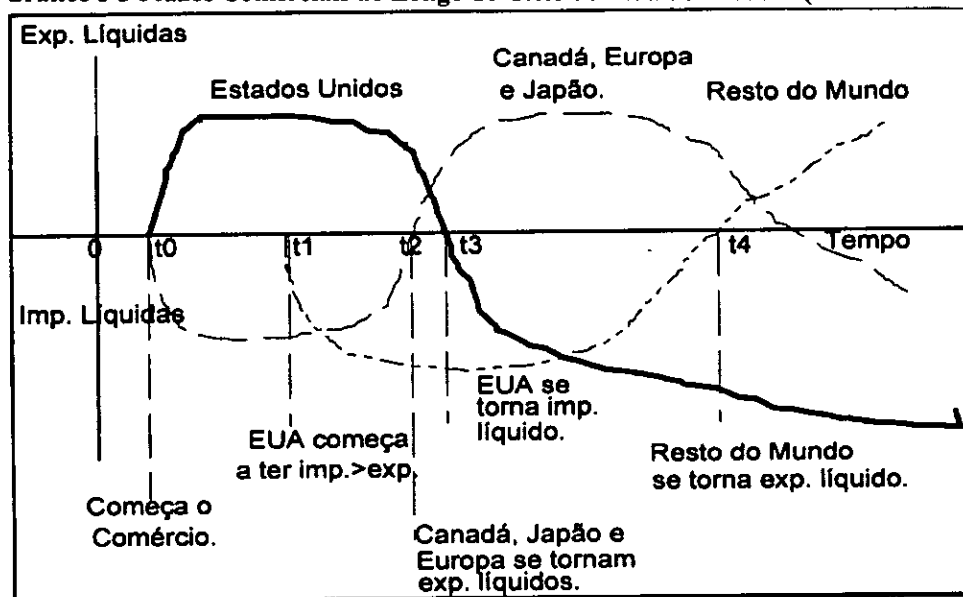 Exp. Líquidas
Estados Unidos
Canadá, Europa
e Japão.
Resto do Mundo
0
t0
t1
t2
t3
t4
Tempo
Imp. Líquidas
EUA começa
a ter imp.>exp.
EUA se
torna imp.
líquido.
Resto do Mundo
se torna exp. líquido.
Começa o
Comércio.
Canadá, Japão e
Europa se tornam
exp. líquidos.